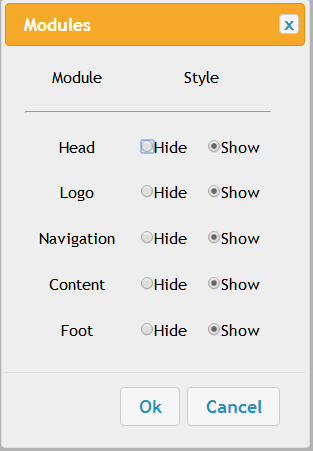 Modules x
Module Style
Head Hide Show
Logo Hide Show
Navigation Hide Show
Content Hide Show
Foot Hide Show
Ok Cancel